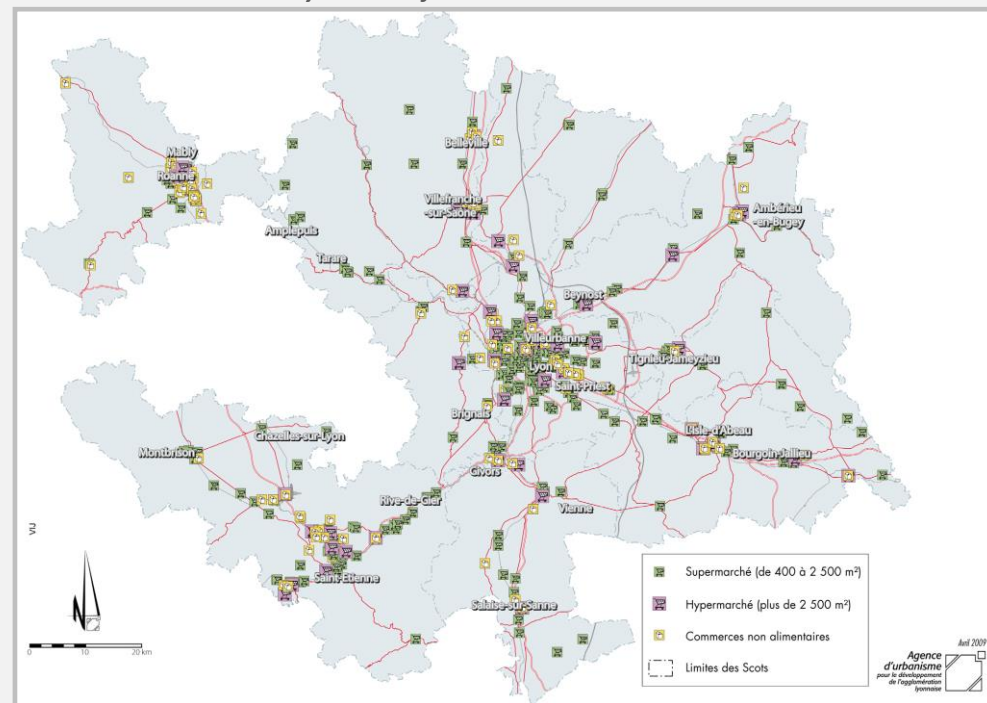 Mably
Roanne
Belleville
Villefranche
-sur-Saône
Ambérieu
-en-Bugey
Amplepuis
Tarare
Beynost
Villeurbanne
Lyon
Tignieu-Jameyzieu
Saint-Priest
Brignais
L'Isle-d'Abeau
Bourgoin-Jallieu
Chazelles-sur-Lyon
Montbrison
Givors
Rive-de-Gier
Vienne
Saint-Etienne
Salaise-sur-Sanne
N
0 10 20 km
Supermarché (de 400 à 2 500 m²)
Hypermarché (plus de 2 500 m²)
Commerces non alimentaires
Limites des Scots
Avril 2009
Agence
d'urbanisme
pour le développement
de l'agglomération
lyonnaise